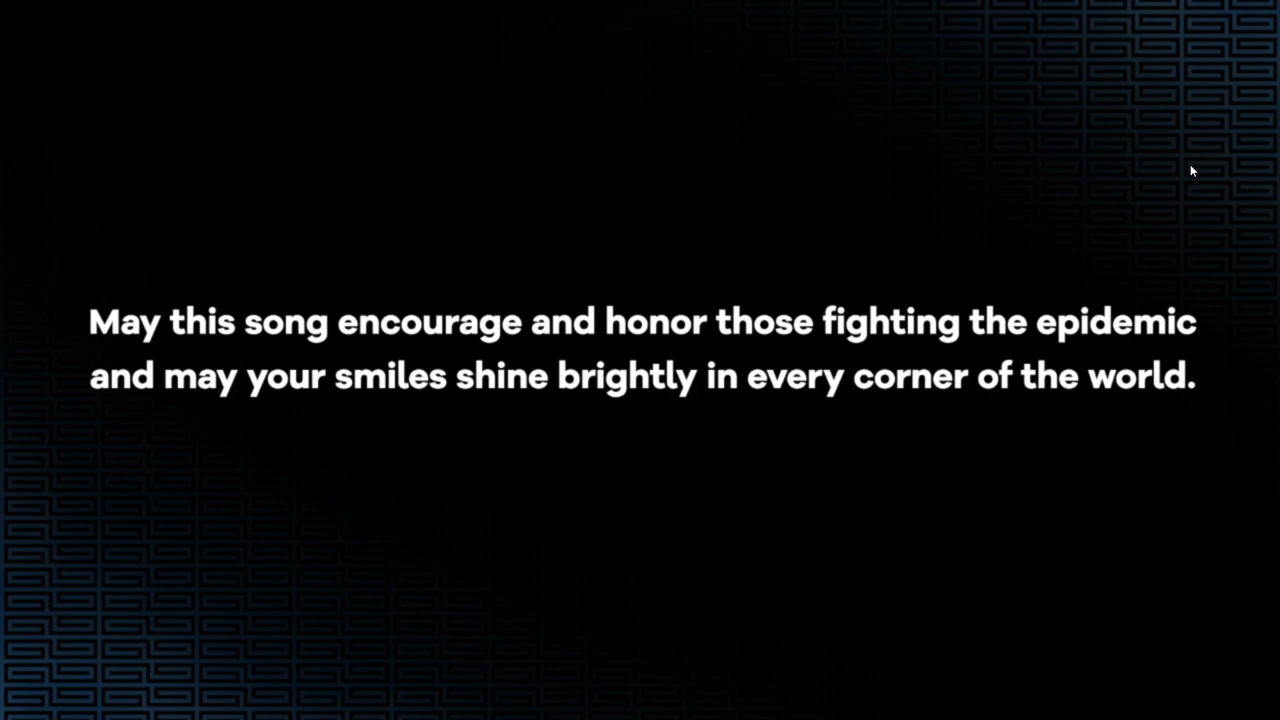 May this song encourage and honor those fighting the epidemic
and may your smiles shine brightly in every corner of the world.